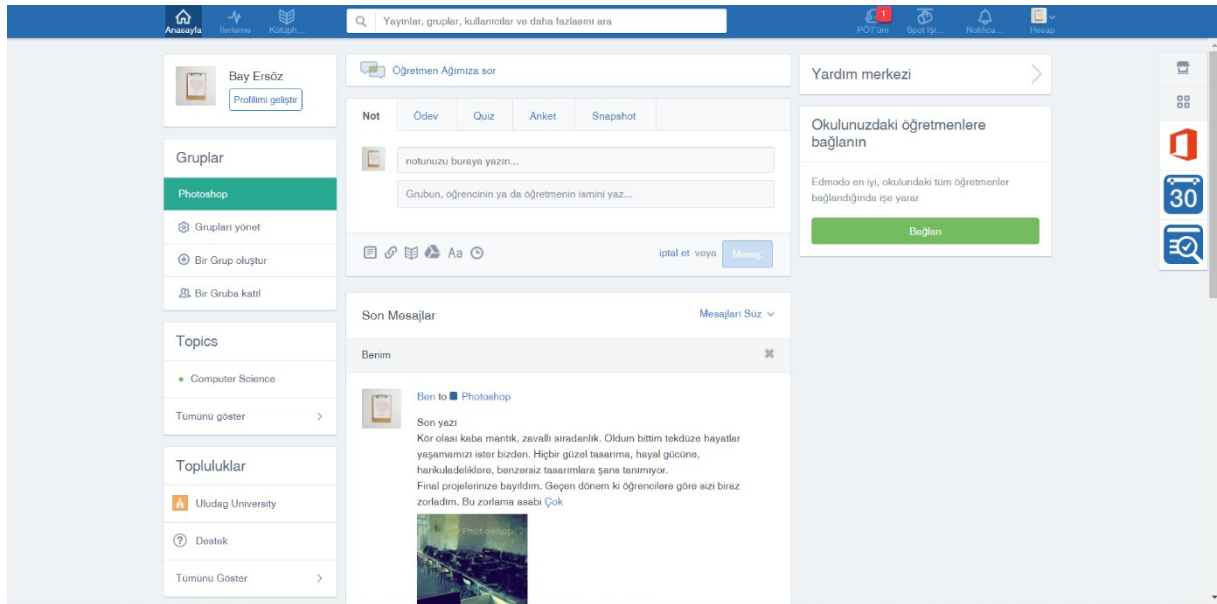 Anasayfa
İlerleme
Kütüph...
Yayınlar, gruplar, kullanıcılar ve daha fazlasını ara
1
POT'um
Spot Işı...
Notifica...
Hesap
Bay Ersöz
Profilimi geliştir
Gruplar
Photoshop
Grupları yönet
Bir Grup oluştur
Bir Gruba katıl
Topics
Computer Science
Tümünü göster
Topluluklar
Uludag University
Destek
Tümünü Göster
Öğretmen Ağımıza sor
Not Ödev Quiz Anket Snapshot
notunuzu buraya yazın...
Grubun, öğrencinin ya da öğretmenin ismini yaz...
Aa
iptal et veya Mesaj
Son Mesajlar
Mesajları Süz
Benim
Ben to Photoshop
Son yazı
Kör olası kaba mantık, zavallı sıradanlık. Oldum bittim tekdüze hayatlar
yaşamamızı ister bizden. Hiçbir güzel tasarıma, hayal gücüne,
harikuladeliklere, benzersiz tasarımlara şans tanımıyor.
Final projelerinize bayıldım. Geçen dönem ki öğrencilere göre sizi biraz
zorladım. Bu zorlama asabi Çok
Photoshop
Yardım merkezi
Okulunuzdaki öğretmenlere
bağlanın
Edmodo en iyi, okulundaki tüm öğretmenler
bağlandığında işe yarar
Bağlan
30